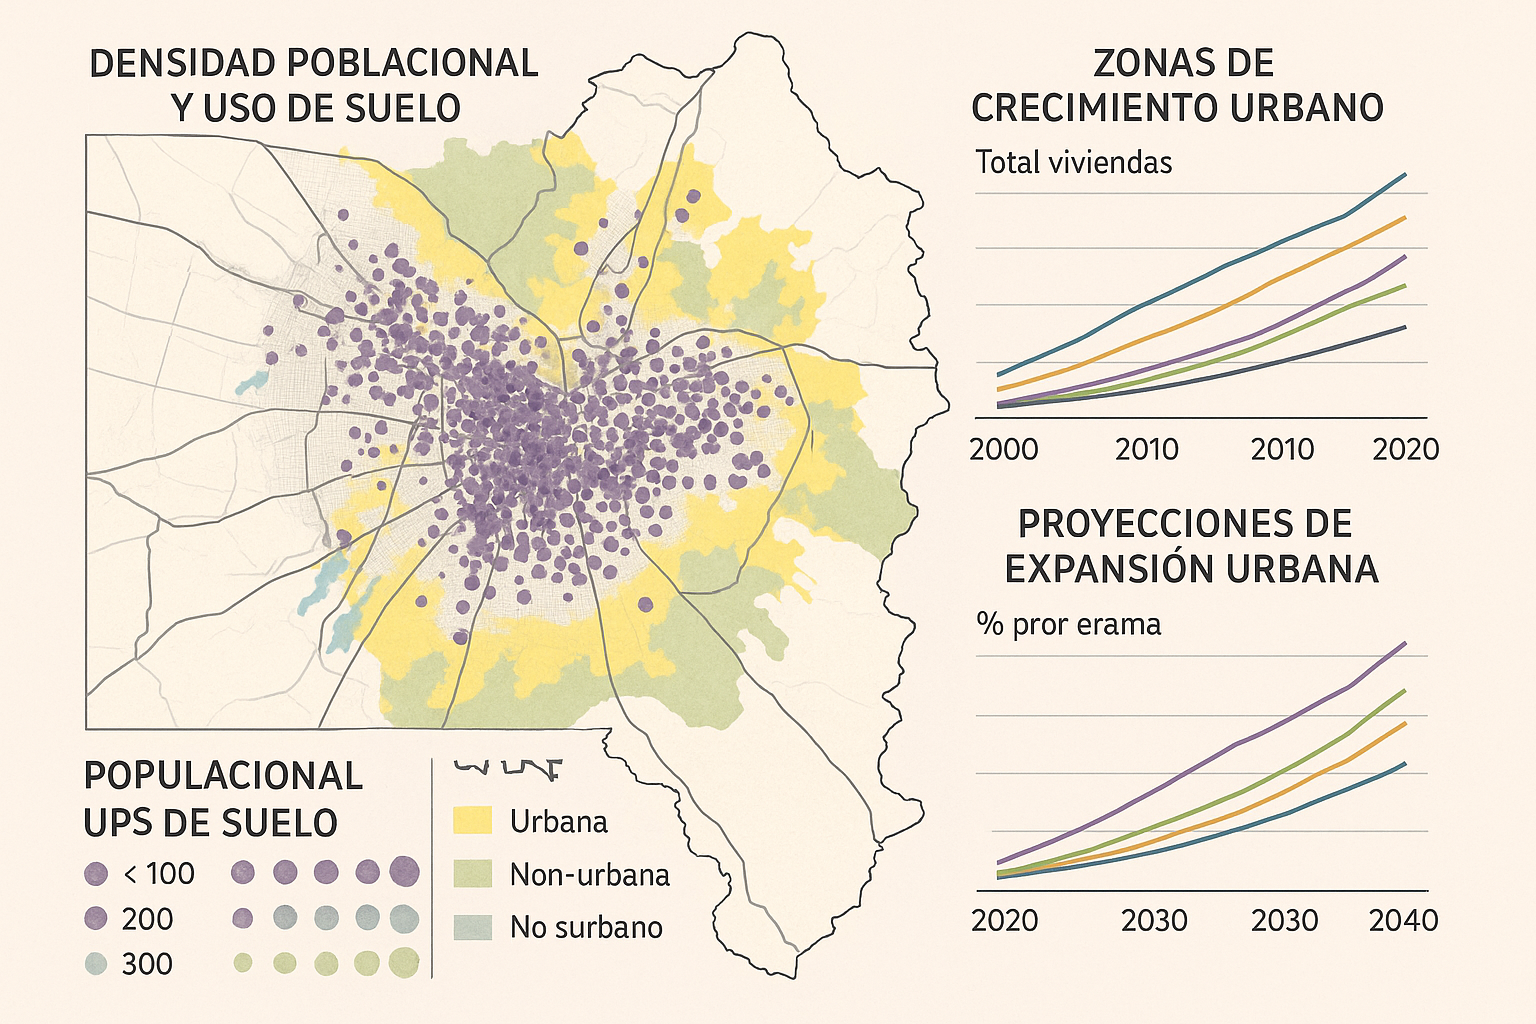 DENSIDAD POBLACIONAL
Y USO DE SUELO
ZONAS DE
CRECIMIENTO URBANO
Total viviendas
2000 2010 2010 2020
PROYECCIONES DE
EXPANSIÓN URBANA
% pror erama
2020 2030 2030 2040
POPULACIONAL
UPS DE SUELO
< 100
200
300
Urbana
Non-urbana
No surbano